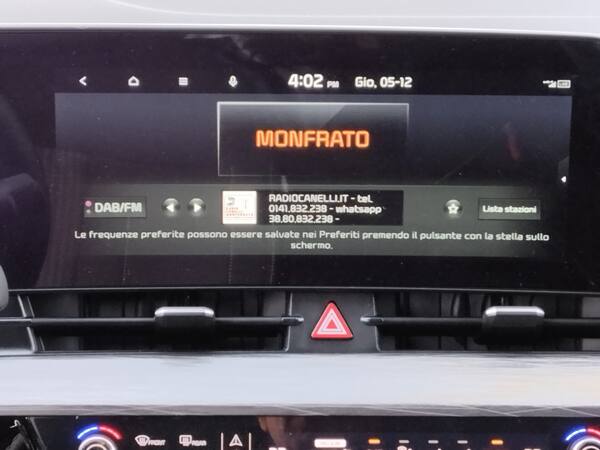 4:02 PM Gio, 05-12
MONFRATO
DAB/FM
RADIOCANELLI.IT - tel.
0141.832.238 - whatsapp
38.80.832.238 -
Lista stazioni
Le frequenze preferite possono essere salvate nei Preferiti premendo il pulsante con la stella sullo
schermo.
FRONT
REAR